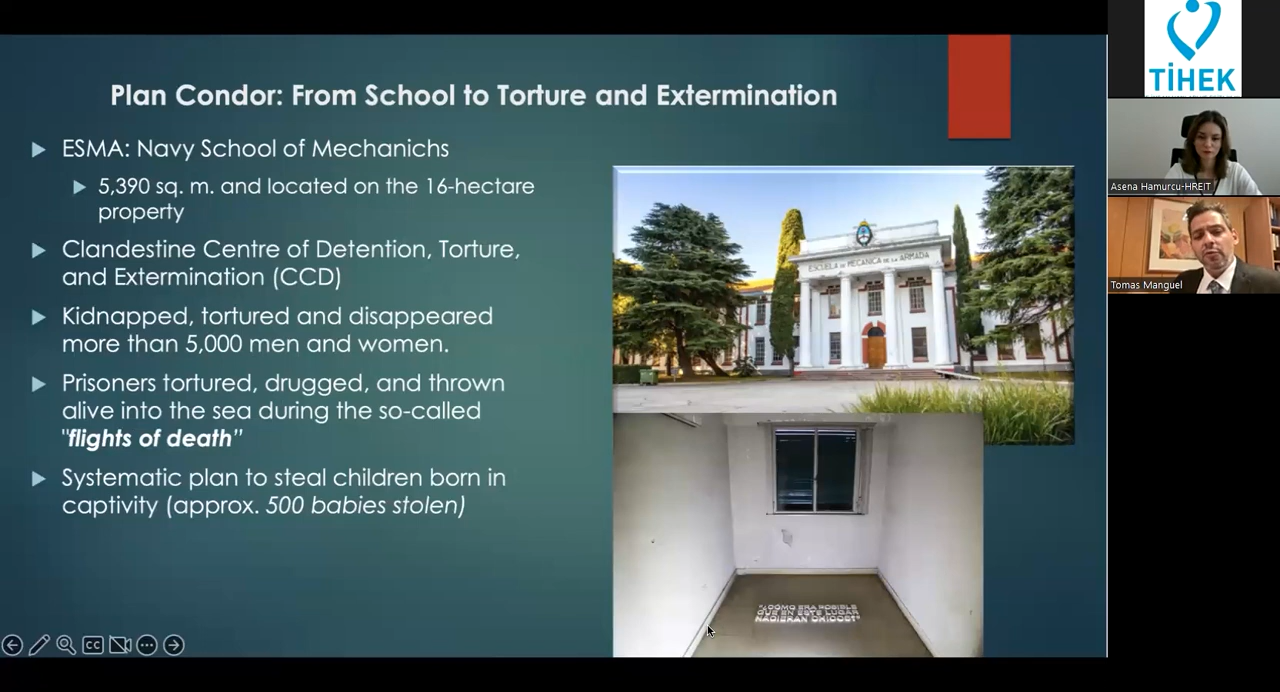 Plan Condor: From School to Torture and Extermination
ESMA: Navy School of Mechanichs
5,390 sq. m. and located on the 16-hectare
property
Clandestine Centre of Detention, Torture,
and Extermination (CCD)
Kidnapped, tortured and disappeared
more than 5,000 men and women.
Prisoners tortured, drugged, and thrown
alive into the sea during the so-called
"flights of death”
Systematic plan to steal children born in
captivity (approx. 500 babies stolen)
ESCUELA DE MECANICA DE LA ARMADA
"¿CÓMO ERA POSIBLE
QUE EN ESTE LUGAR
NACIERAN CHICOS?"
CC
TİHEK
Asena Hamurcu-HREIT
Tomas Manguel